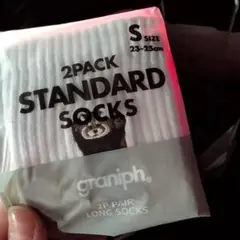 S SIZE
23-25cm
2PACK
STANDARD
SOCKS
graniph.
2P PAIR
LONG SOCKS